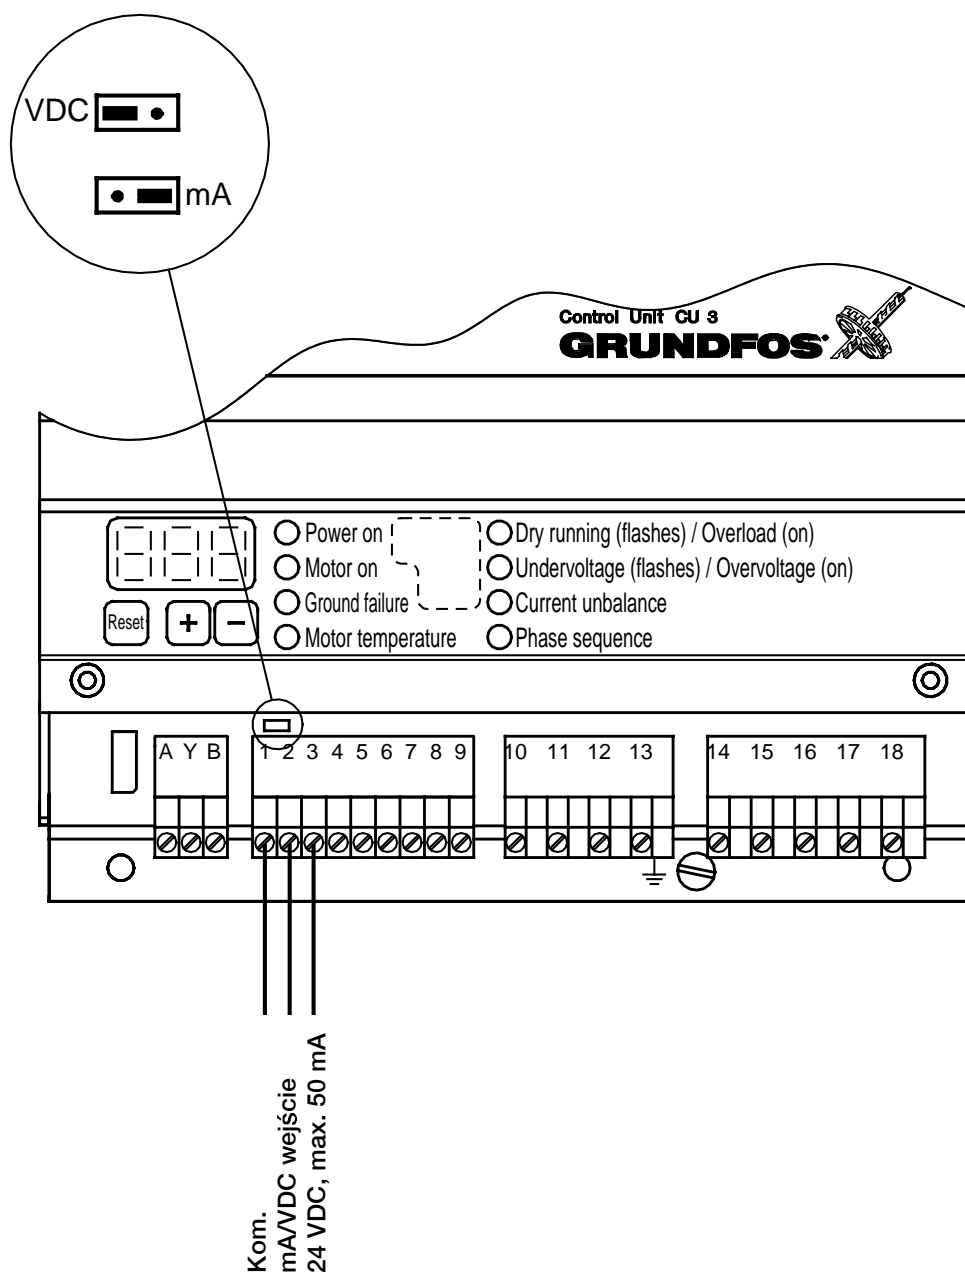 VDC
mA
Control Unit CU 3
GRUNDFOS
Power on
Motor on
Ground failure
Motor temperature
Dry running (flashes) / Overload (on)
Undervoltage (flashes) / Overvoltage (on)
Current unbalance
Phase sequence
Reset + −
A Y B 1 2 3 4 5 6 7 8 9 10 11 12 13 14 15 16 17 18
Kom.
mA/VDC wejście
24 VDC, max. 50 mA